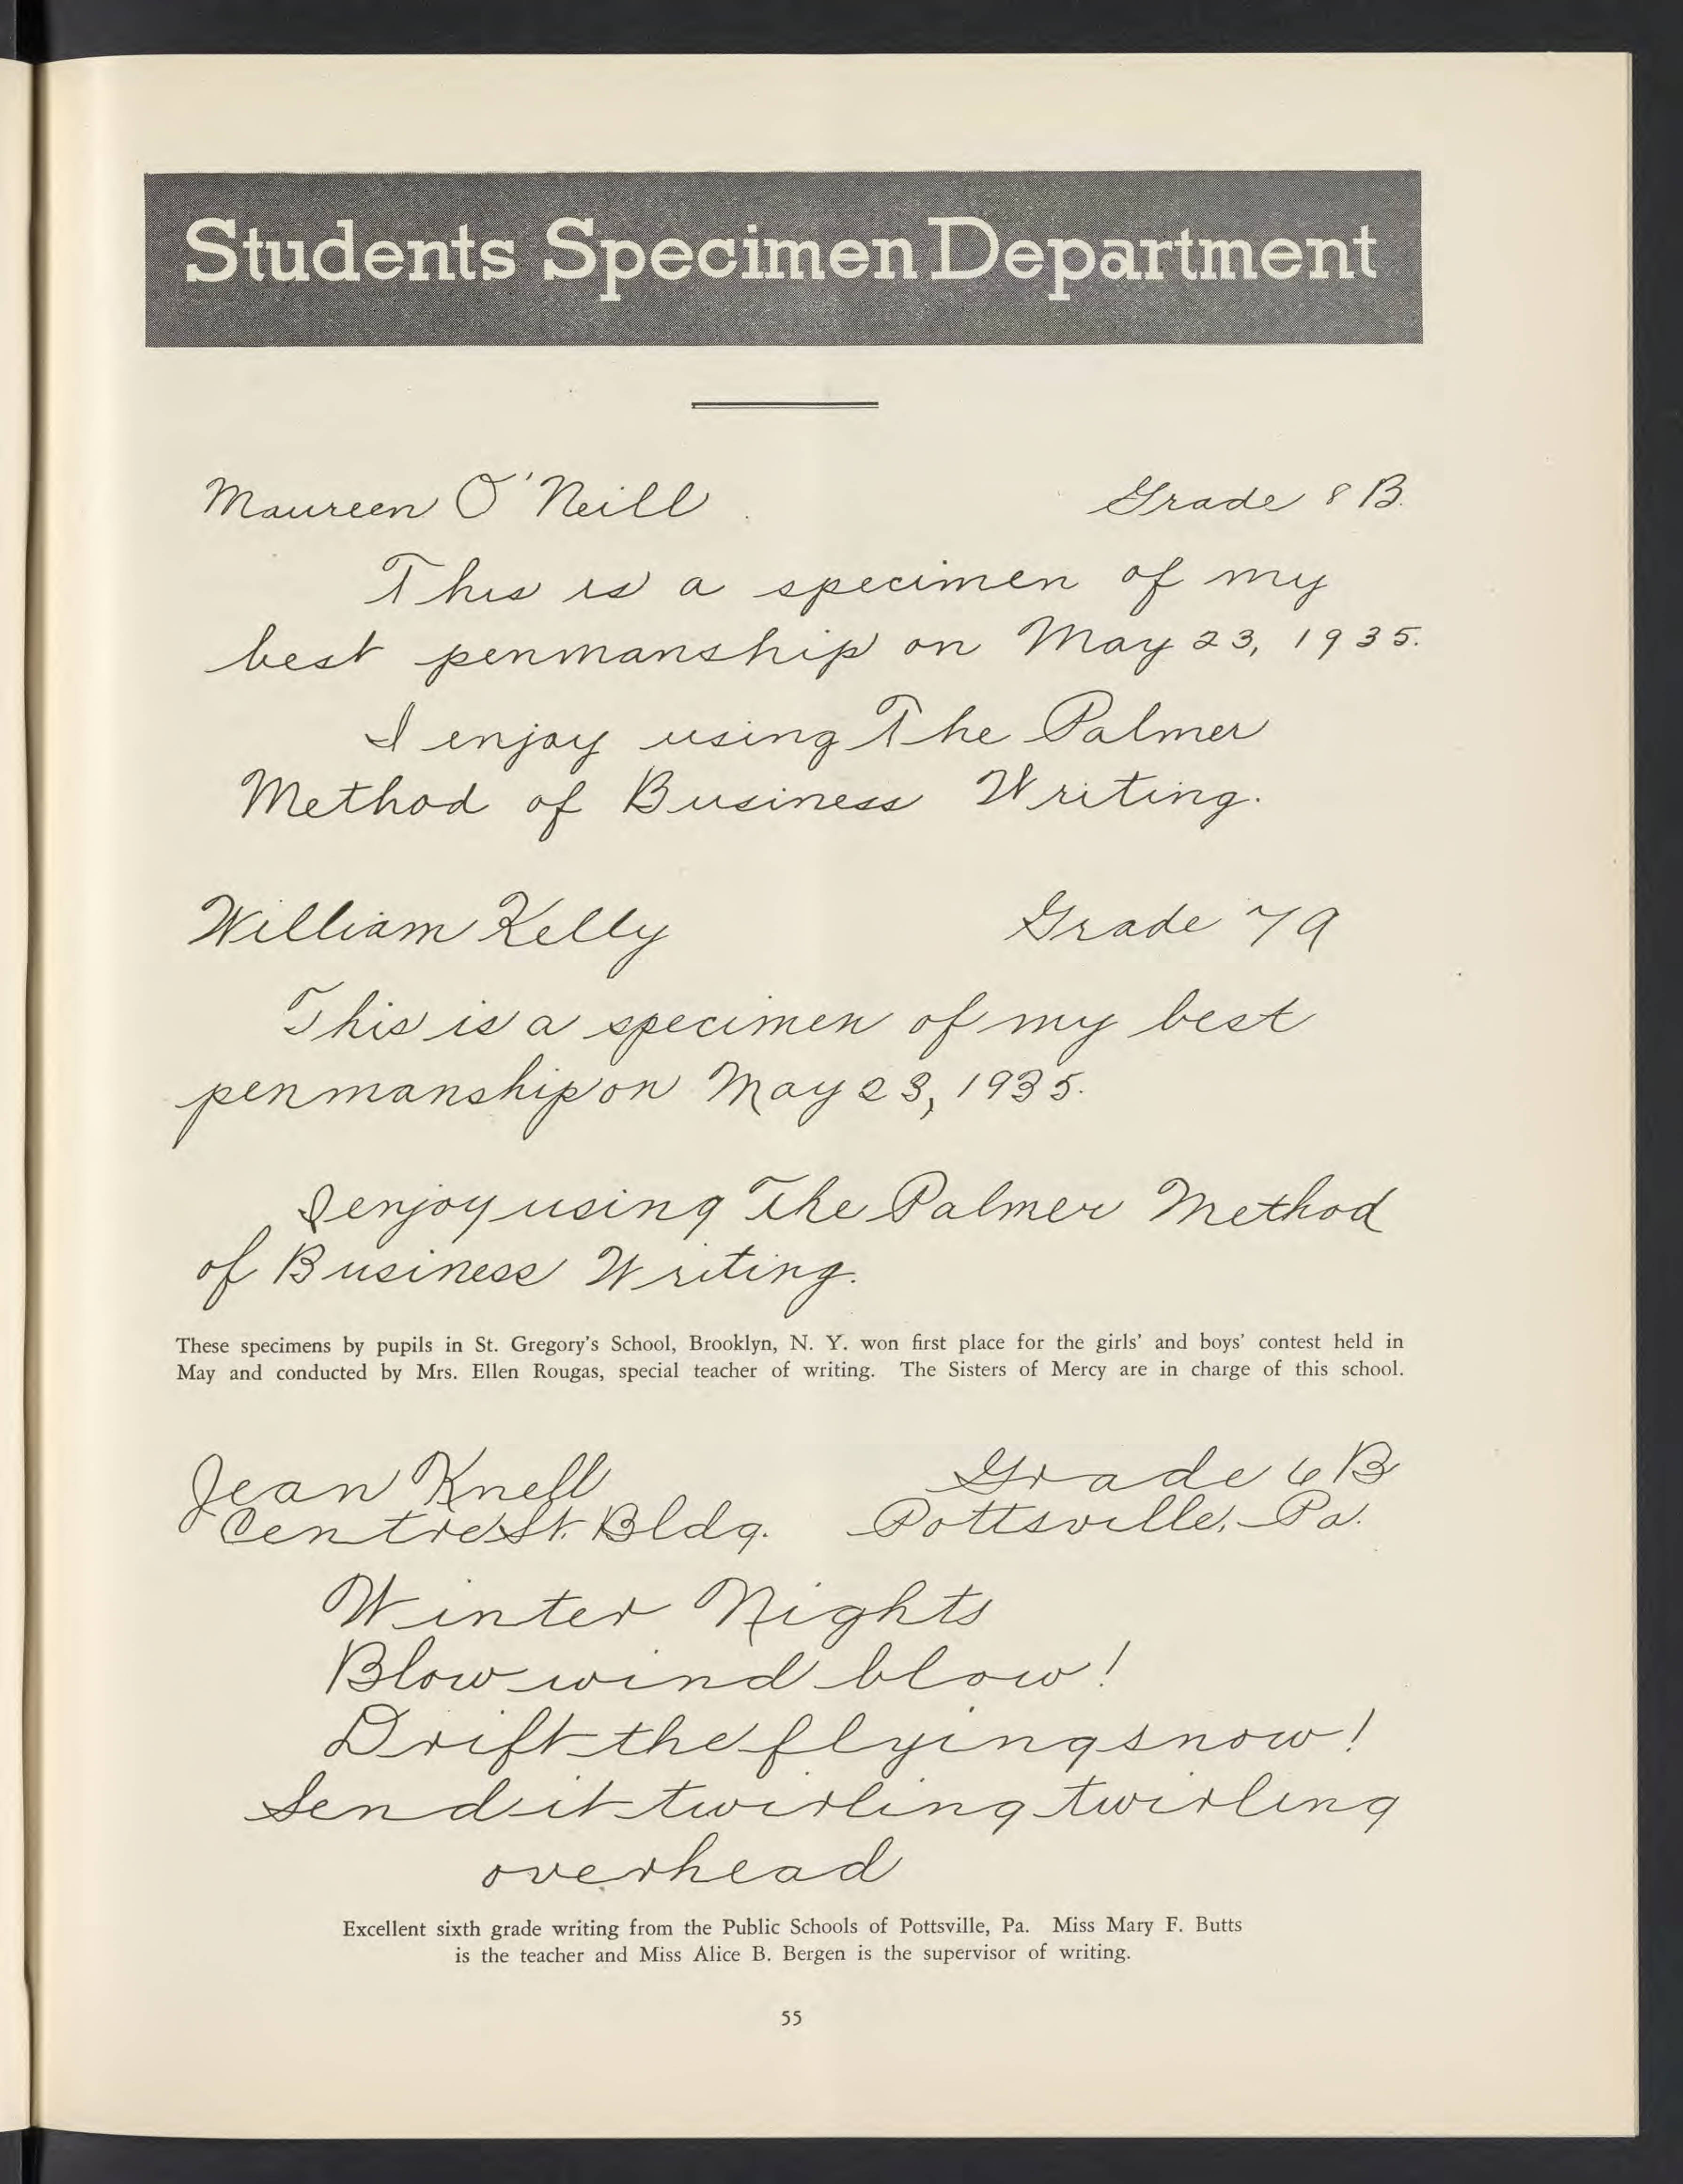 Students Specimen Department
Maureen O'Neill Grade 8 B.
This is a specimen of my
best penmanship on May 23, 1935.
I enjoy using The Palmer
Method of Business Writing.
William Kelly Grade 7A
This is a specimen of my best
penmanship on May 23, 1935.
I enjoy using The Palmer Method
of Business Writing.
These specimens by pupils in St. Gregory's School, Brooklyn, N. Y. won first place for the girls' and boys' contest held in
May and conducted by Mrs. Ellen Rougas, special teacher of writing. The Sisters of Mercy are in charge of this school.
Jean Knell Grade 6 B
Centre St. Bldg. Pottsville, Pa.
Winter Nights
Blow wind blow!
Drift the flying snow!
Send it twirling twirling
overhead
Excellent sixth grade writing from the Public Schools of Pottsville, Pa. Miss Mary F. Butts
is the teacher and Miss Alice B. Bergen is the supervisor of writing.
55